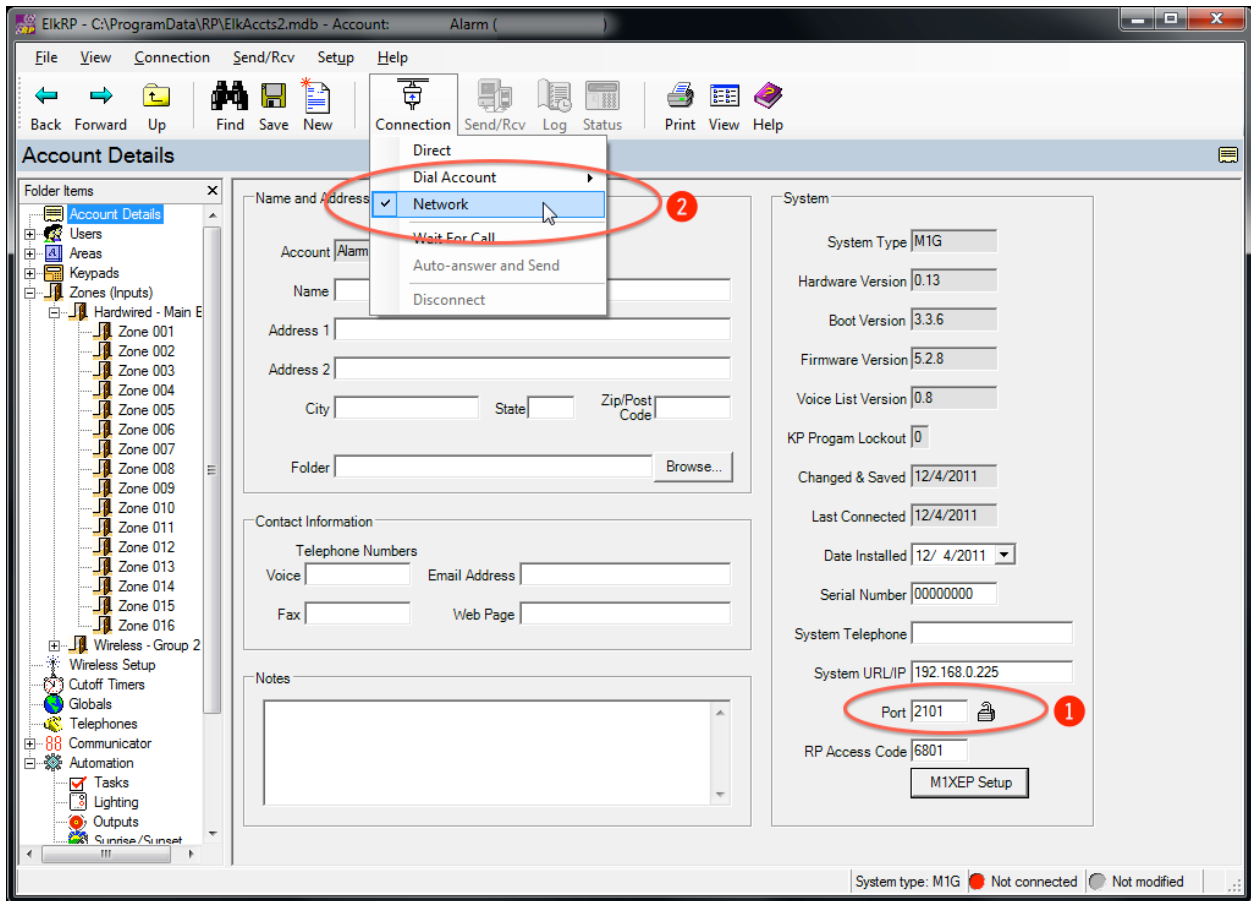 ElkRP - C:\ProgramData\RP\ElkAccts2.mdb - Account: Alarm ( )
File View Connection Send/Rcv Setup Help
Back Forward Up Find Save New Connection Send/Rcv Log Status Print View Help
Account Details
Direct
Dial Account
Network
Wait For Call
Auto-answer and Send
Disconnect
2
Folder Items
Account Details
Users
Areas
Keypads
Zones (Inputs)
Hardwired - Main E
Zone 001
Zone 002
Zone 003
Zone 004
Zone 005
Zone 006
Zone 007
Zone 008
Zone 009
Zone 010
Zone 011
Zone 012
Zone 013
Zone 014
Zone 015
Zone 016
Wireless - Group 2
Wireless Setup
Cutoff Timers
Globals
Telephones
88 Communicator
Automation
Tasks
Lighting
Outputs
Sunrise/Sunset
Name and Address
Account Alarm
Name
Address 1
Address 2
City State Zip/Post Code
Folder Browse...
Contact Information
Telephone Numbers
Voice Email Address
Fax Web Page
Notes
System
System Type M1G
Hardware Version 0.13
Boot Version 3.3.6
Firmware Version 5.2.8
Voice List Version 0.8
KP Progam Lockout 0
Changed & Saved 12/4/2011
Last Connected 12/4/2011
Date Installed 12/ 4/2011
Serial Number 00000000
System Telephone
System URL/IP 192.168.0.225
Port 2101 1
RP Access Code 6801
M1XEP Setup
System type: M1G Not connected Not modified